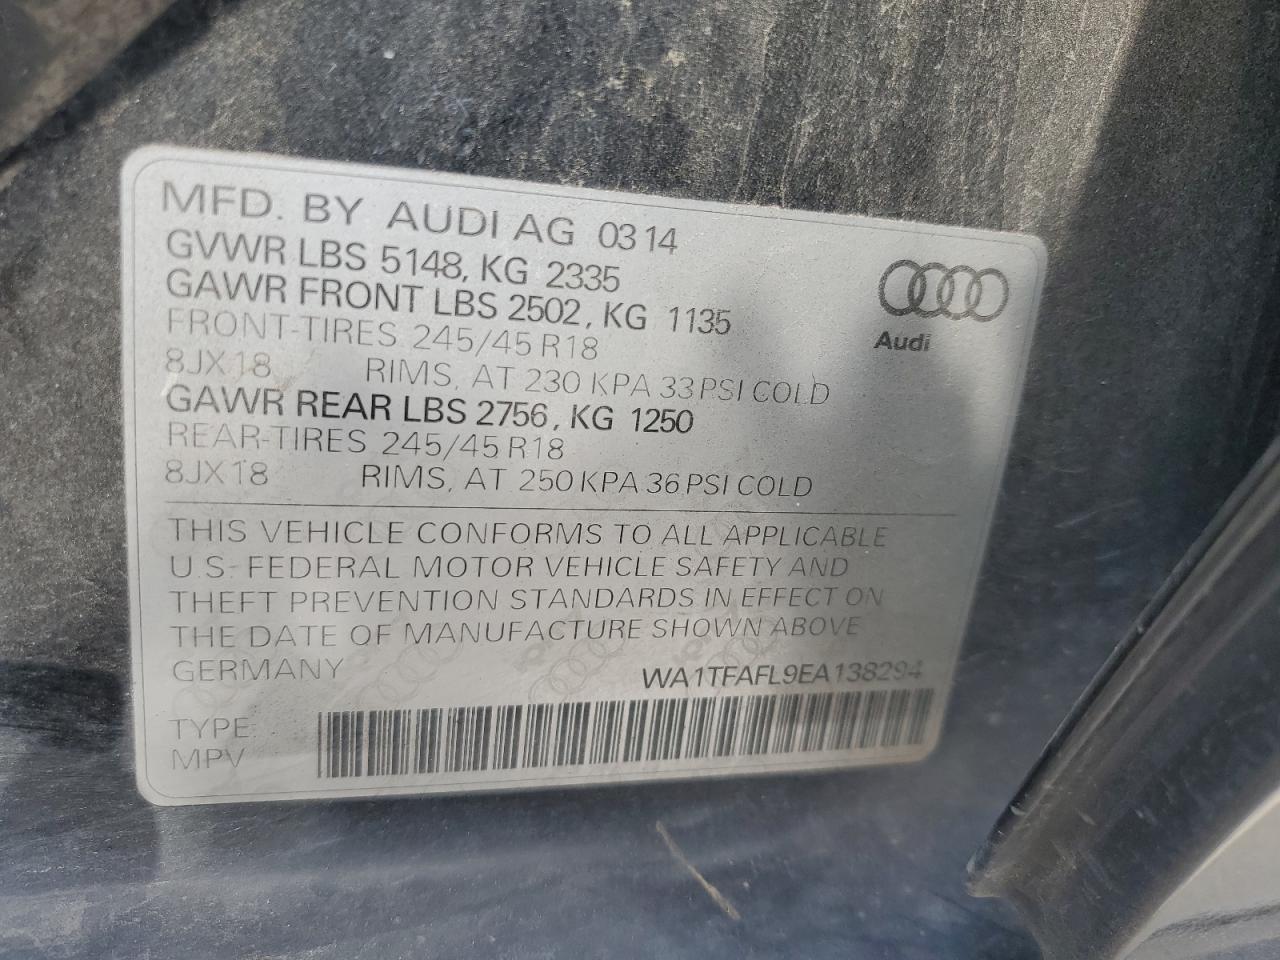 MFD. BY AUDI AG 0314
GVWR LBS 5148, KG 2335
GAWR FRONT LBS 2502, KG 1135
FRONT-TIRES 245/45 R18
8JX18 RIMS, AT 230 KPA 33 PSI COLD
GAWR REAR LBS 2756, KG 1250
REAR-TIRES 245/45 R18
8JX18 RIMS, AT 250 KPA 36 PSI COLD
Audi
THIS VEHICLE CONFORMS TO ALL APPLICABLE
U.S- FEDERAL MOTOR VEHICLE SAFETY AND
THEFT PREVENTION STANDARDS IN EFFECT ON
THE DATE OF MANUFACTURE SHOWN ABOVE
GERMANY WA1TFAFL9EA138294
TYPE:
MPV